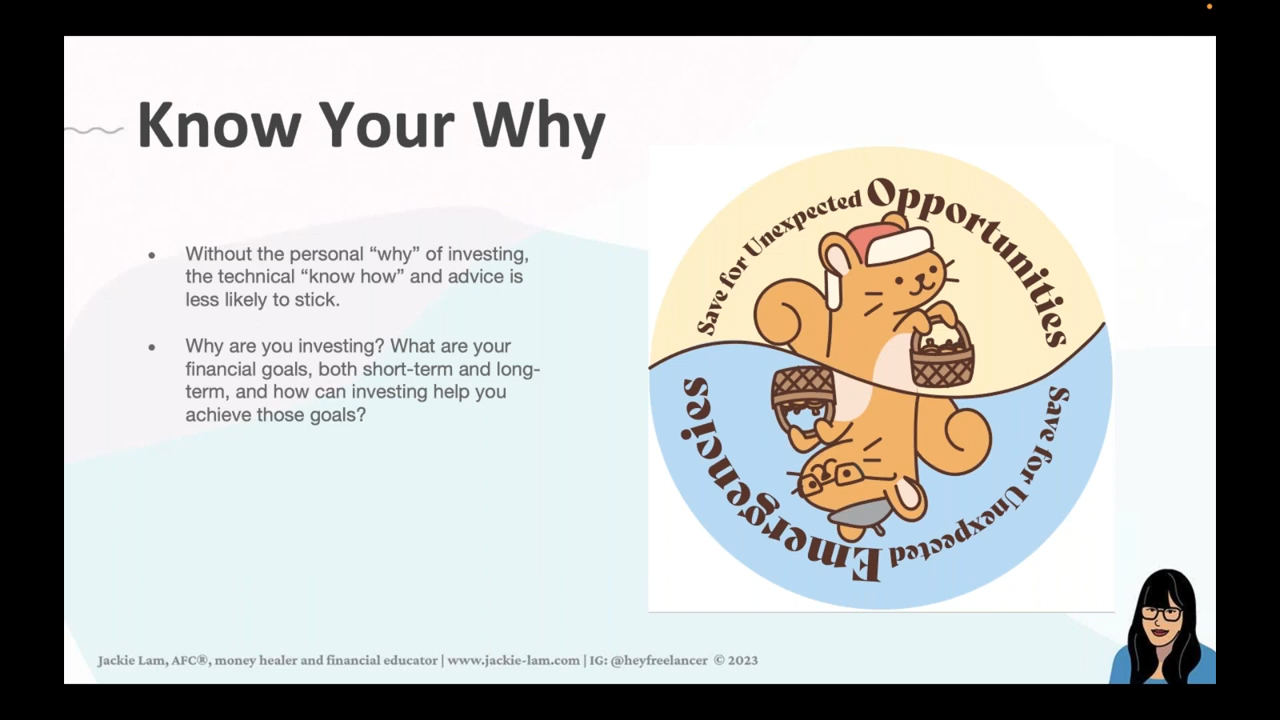 Know Your Why
• Without the personal “why” of investing,
the technical “know how” and advice is
less likely to stick.
• Why are you investing? What are your
financial goals, both short-term and long-
term, and how can investing help you
achieve those goals?
Save for Unexpected Opportunities
Save for Unexpected Emergencies
Jackie Lam, AFC®, money healer and financial educator | www.jackie-lam.com | IG: @heyfreelancer © 2023